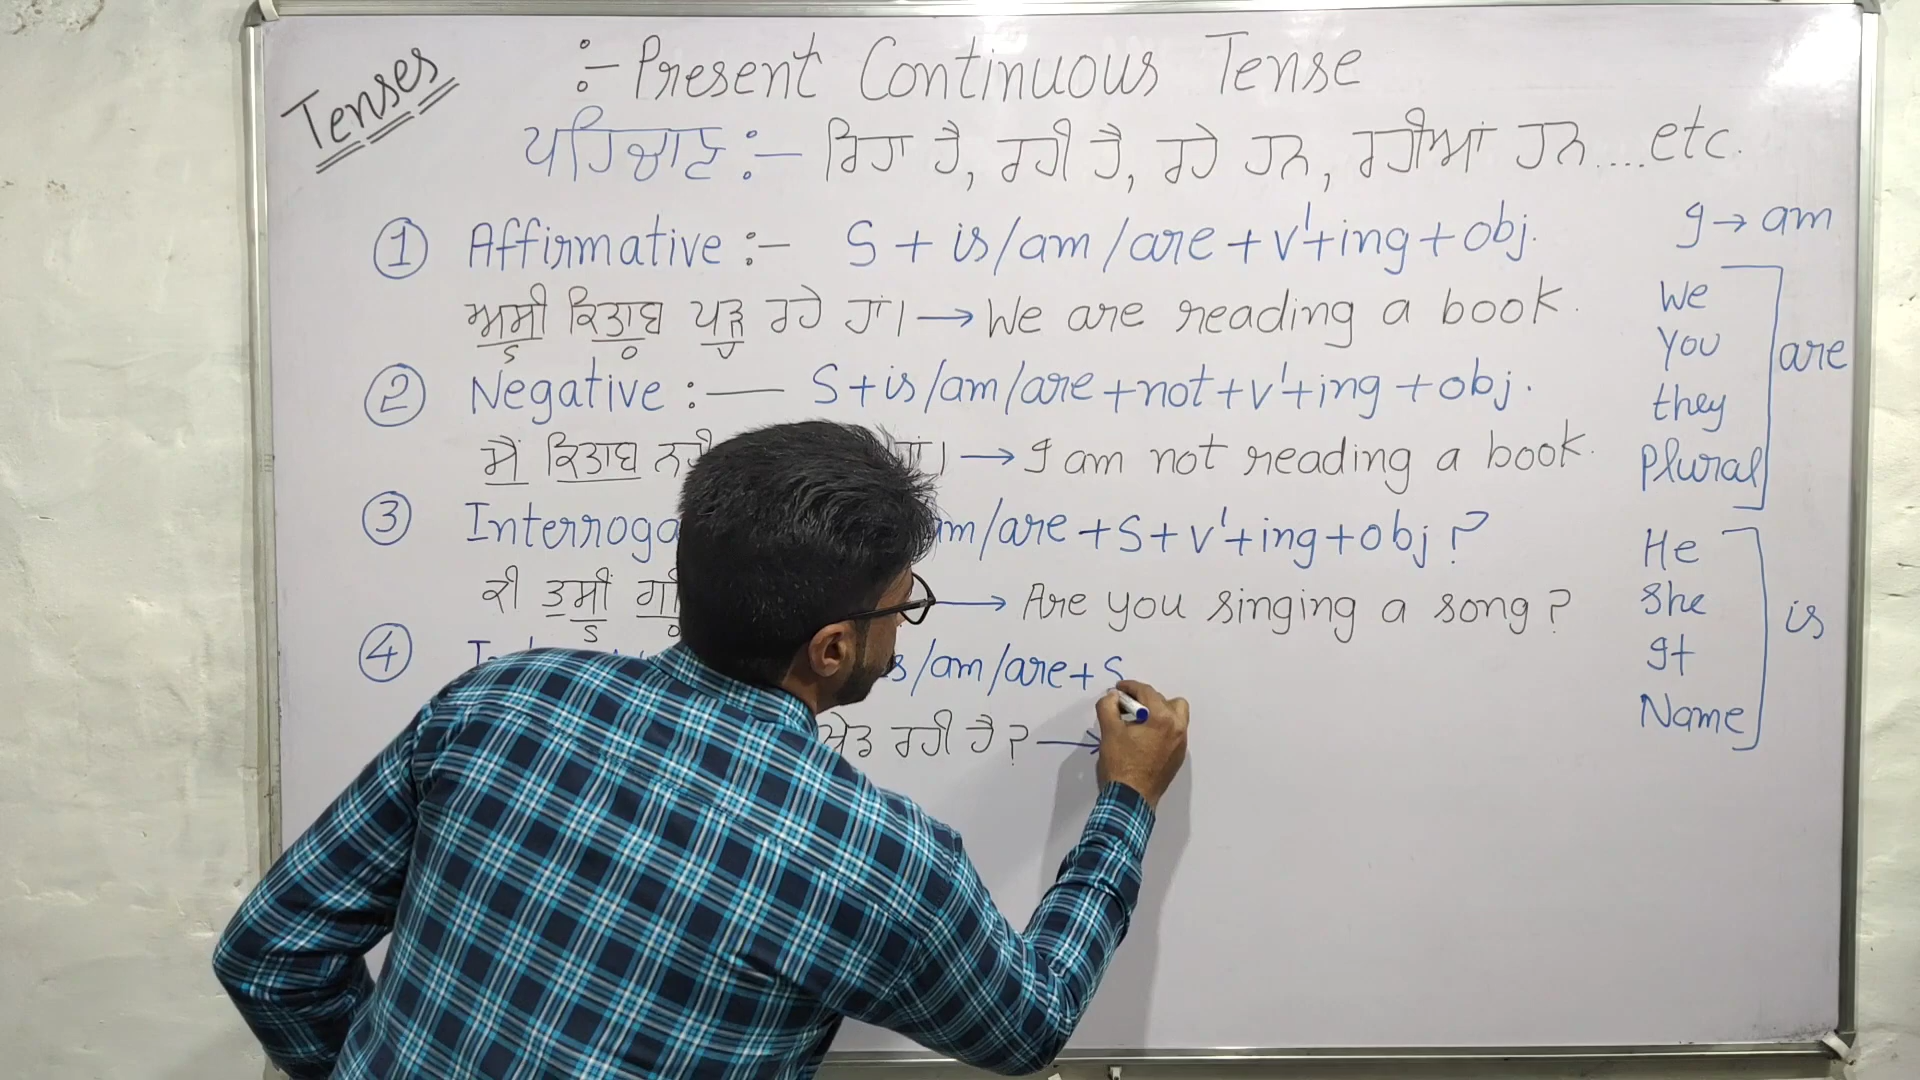 Tenses
:- Present Continuous Tense
ਪਹਿਚਾਣ :- ਰਿਹਾ ਹੈ, ਰਹੀ ਹੈ, ਰਹੇ ਹਨ, ਰਹੀਆਂ ਹਨ....etc.
① Affirmative :- S + is/am/are + v¹+ing + obj.
ਅਸੀਂ ਕਿਤਾਬ ਪੜ੍ਹ ਰਹੇ ਹਾਂ। → We are reading a book.
S O V
② Negative :— S+is/am/are+not+v¹+ing+obj.
ਮੈਂ ਕਿਤਾਬ → I am not reading a book.
③ am/are+S+v¹+ing+obj?
ਕੀ ਤੁਸੀਂ → Are you singing a song?
S
④ is/am/are+S
ਖੇਡ ਰਹੀ ਹੈ? →
I → am
We
You
they
Plural
are
He
She
It
Name
is